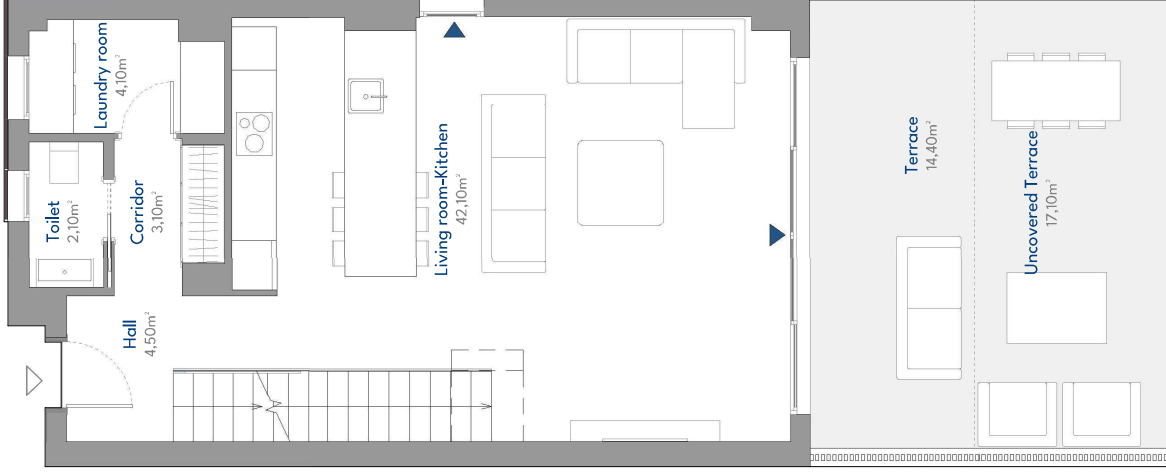 Laundry room
4,10m²
Toilet
2,10m²
Corridor
3,10m²
Hall
4,50m²
Living room-Kitchen
42,10m²
Terrace
14,40m²
Uncovered Terrace
17,10m²